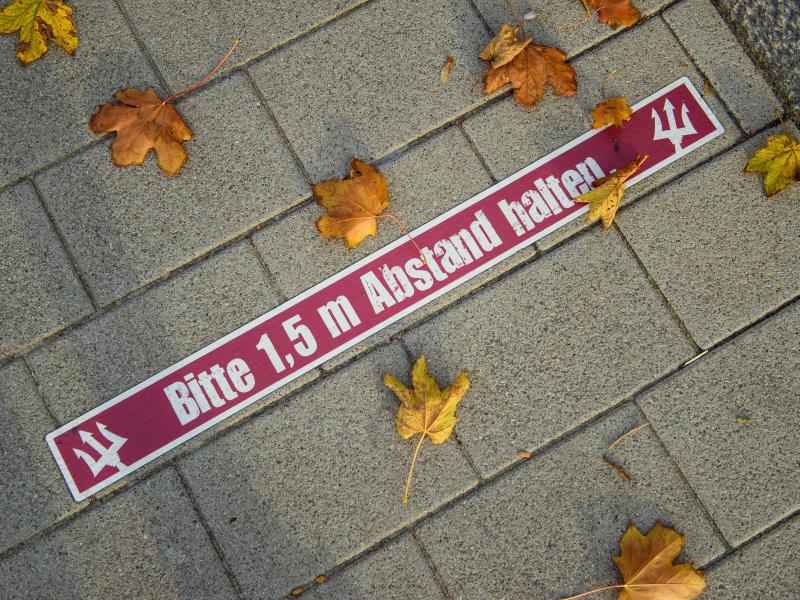 Bitte 1,5 m Abstand halten.